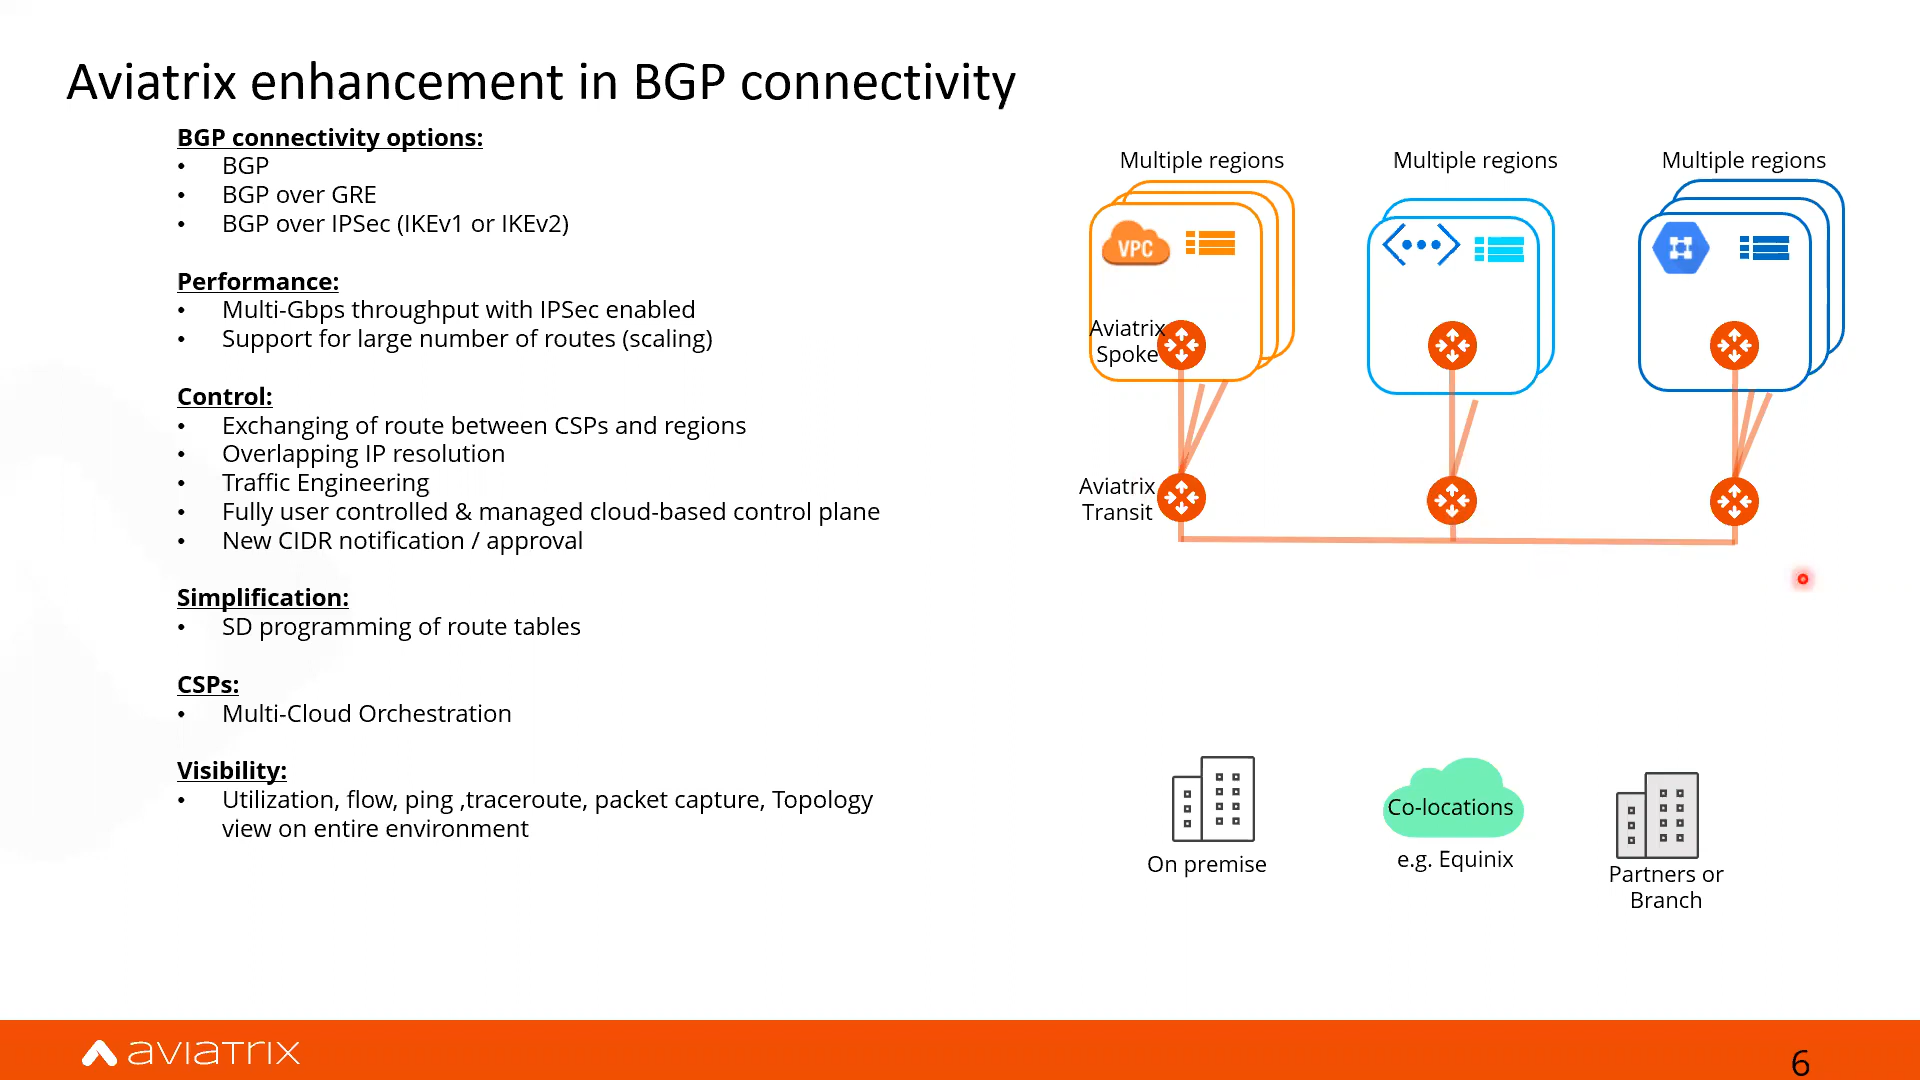 Aviatrix enhancement in BGP connectivity
BGP connectivity options:
• BGP
• BGP over GRE
• BGP over IPSec (IKEv1 or IKEv2)
Performance:
• Multi-Gbps throughput with IPSec enabled
• Support for large number of routes (scaling)
Control:
• Exchanging of route between CSPs and regions
• Overlapping IP resolution
• Traffic Engineering
• Fully user controlled & managed cloud-based control plane
• New CIDR notification / approval
Simplification:
• SD programming of route tables
CSPs:
• Multi-Cloud Orchestration
Visibility:
• Utilization, flow, ping ,traceroute, packet capture, Topology
view on entire environment
Multiple regions
Multiple regions
Multiple regions
VPC
Aviatrix
Spoke
Aviatrix
Transit
On premise
Co-locations
e.g. Equinix
Partners or
Branch
aviatrix
6